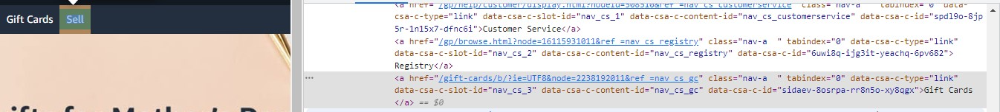 Gift Cards Sell
<a href="/gp/help/customer/display.html?nodeId=508510&ref_=nav_cs_customerservice" class="nav-a  " tabindex="0" data-
csa-c-type="link" data-csa-c-slot-id="nav_cs_1" data-csa-c-content-id="nav_cs_customerservice" data-csa-c-id="spdl9o-8jp
5r-1n15x7-dfnc6i">Customer Service</a>
<a href="/gp/browse.html?node=16115931011&ref_=nav_cs_registry" class="nav-a  " tabindex="0" data-csa-c-type="link"
data-csa-c-slot-id="nav_cs_2" data-csa-c-content-id="nav_cs_registry" data-csa-c-id="6uwi8q-ijg3it-yeachq-6pv682">
Registry</a>
... <a href="/gift-cards/b/?ie=UTF8&node=2238192011&ref_=nav_cs_gc" class="nav-a  " tabindex="0" data-csa-c-type="link"
data-csa-c-slot-id="nav_cs_3" data-csa-c-content-id="nav_cs_gc" data-csa-c-id="sidaev-8osrpa-rr8n5o-xy8qgx">Gift Cards
</a> == $0